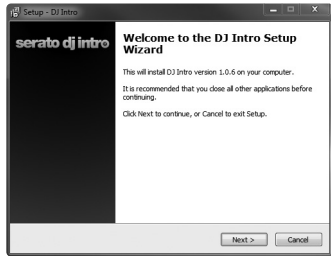 Setup - DJ Intro
serato dj intro
Welcome to the DJ Intro Setup
Wizard
This will install DJ Intro version 1.0.6 on your computer.
It is recommended that you close all other applications before
continuing.
Click Next to continue, or Cancel to exit Setup.
Next >
Cancel